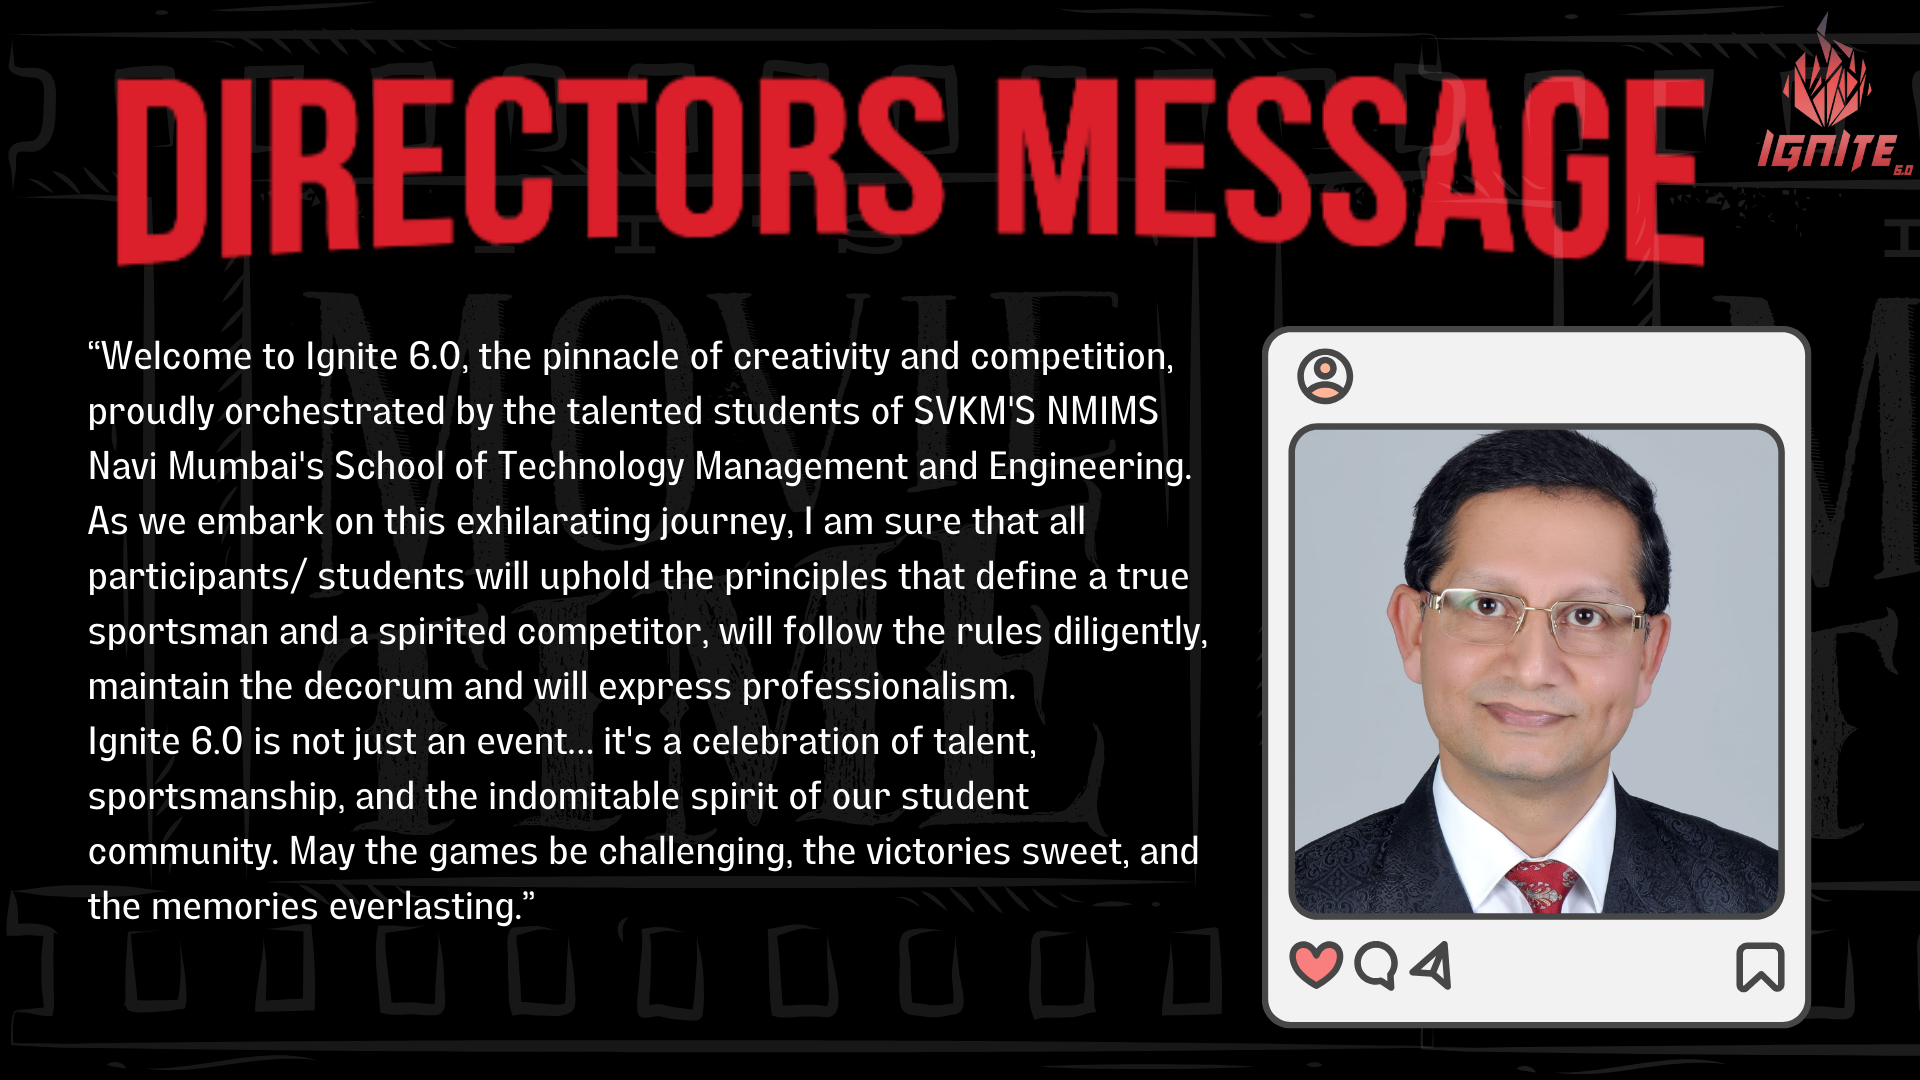 DIRECTORS MESSAGE
IGNITE
6.0
“Welcome to Ignite 6.0, the pinnacle of creativity and competition,
proudly orchestrated by the talented students of SVKM'S NMIMS
Navi Mumbai's School of Technology Management and Engineering.
As we embark on this exhilarating journey, I am sure that all
participants/ students will uphold the principles that define a true
sportsman and a spirited competitor, will follow the rules diligently,
maintain the decorum and will express professionalism.
Ignite 6.0 is not just an event... it's a celebration of talent,
sportsmanship, and the indomitable spirit of our student
community. May the games be challenging, the victories sweet, and
the memories everlasting.”
MOVIE
TIME